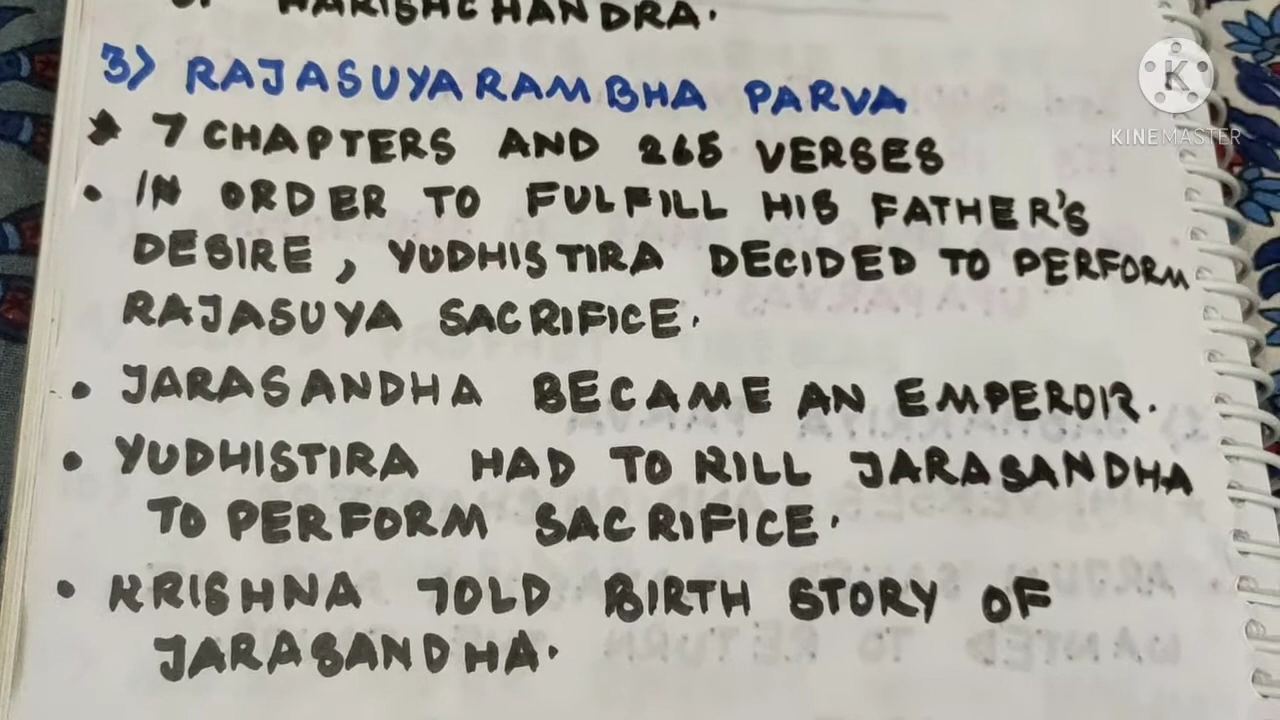 HARISHCHANDRA.
3) RAJASUYARAMBHA PARVA
7 CHAPTERS AND 265 VERSES
• IN ORDER TO FULFILL HIS FATHER'S
DESIRE, YUDHISTIRA DECIDED TO PERFORM
RAJASUYA SACRIFICE.
• JARASANDHA BECAME AN EMPEROR.
• YUDHISTIRA HAD TO KILL JARASANDHA
TO PERFORM SACRIFICE.
• KRISHNA TOLD BIRTH STORY OF
JARASANDHA.
K
KINEMASTER